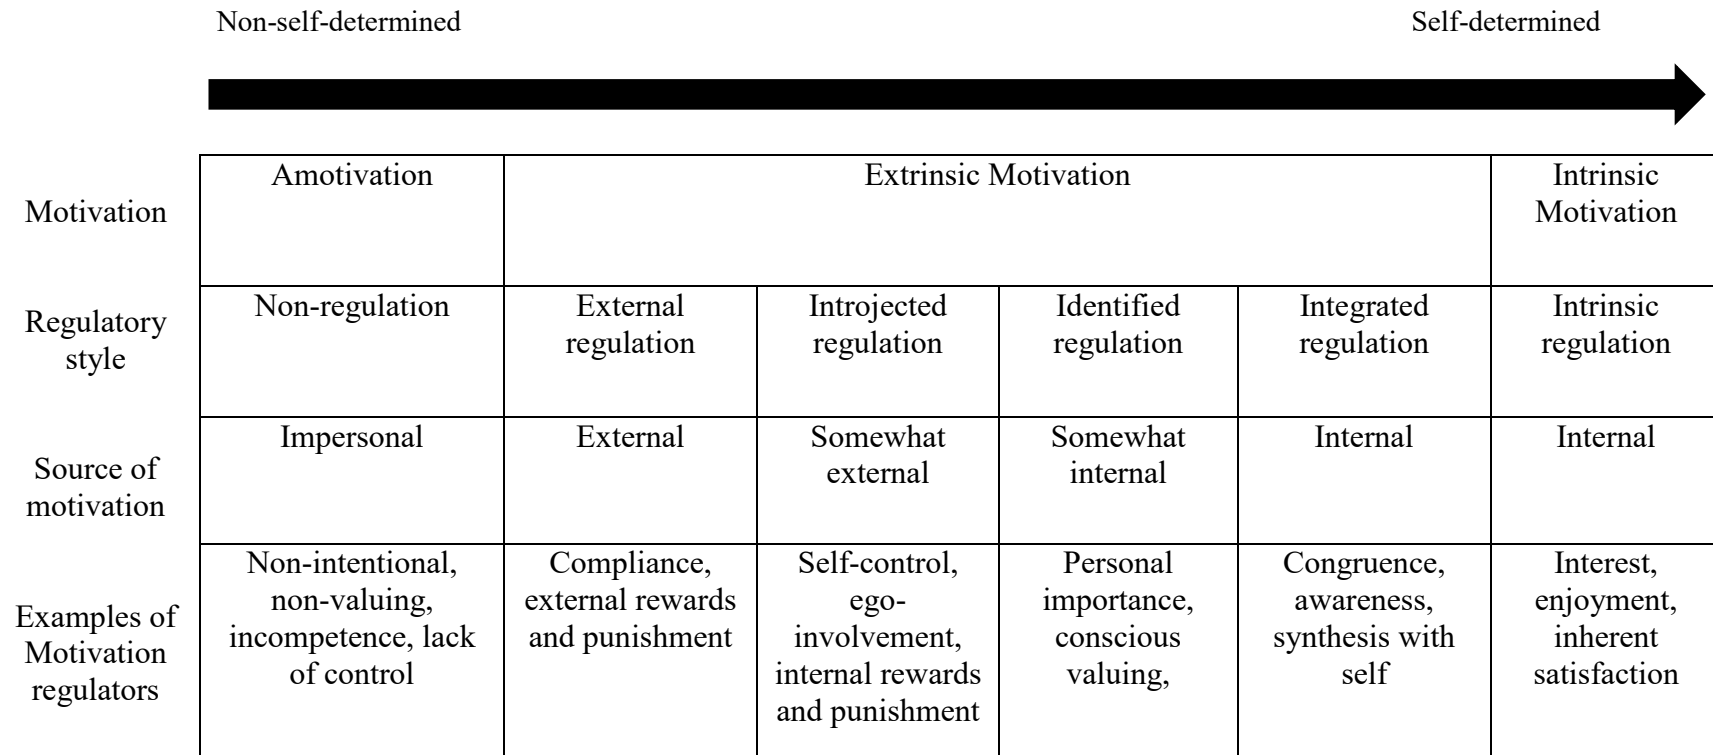 Non-self-determined
Self-determined
Motivation
Amotivation
Extrinsic Motivation
Intrinsic
Motivation
Regulatory
style
Non-regulation
External
regulation
Introjected
regulation
Identified
regulation
Integrated
regulation
Intrinsic
regulation
Source of
motivation
Impersonal
External
Somewhat
external
Somewhat
internal
Internal
Internal
Examples of
Motivation
regulators
Non-intentional,
non-valuing,
incompetence, lack
of control
Compliance,
external rewards
and punishment
Self-control,
ego-
involvement,
internal rewards
and punishment
Personal
importance,
conscious
valuing,
Congruence,
awareness,
synthesis with
self
Interest,
enjoyment,
inherent
satisfaction